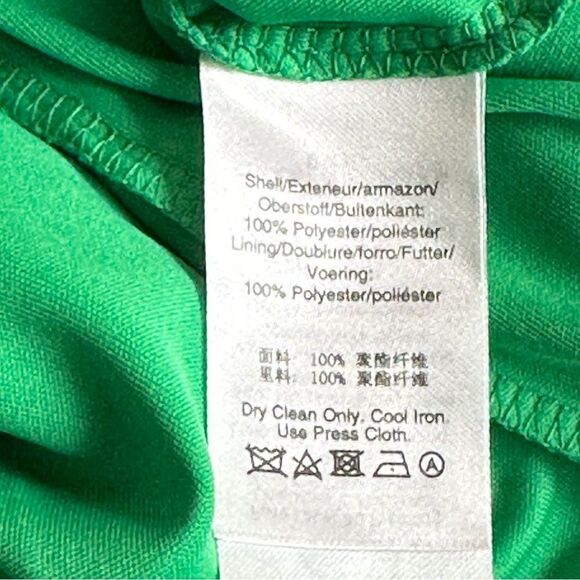 Shell/Exterieur/armazon/
Oberstoff/Buitenkant:
100% Polyester/poliéster
Lining/Doublure/forro/Futter/
Voering:
100% Polyester/poliéster
面料: 100% 聚酯纤维
里料: 100% 聚酯纤维
Dry Clean Only. Cool Iron.
Use Press Cloth.
A